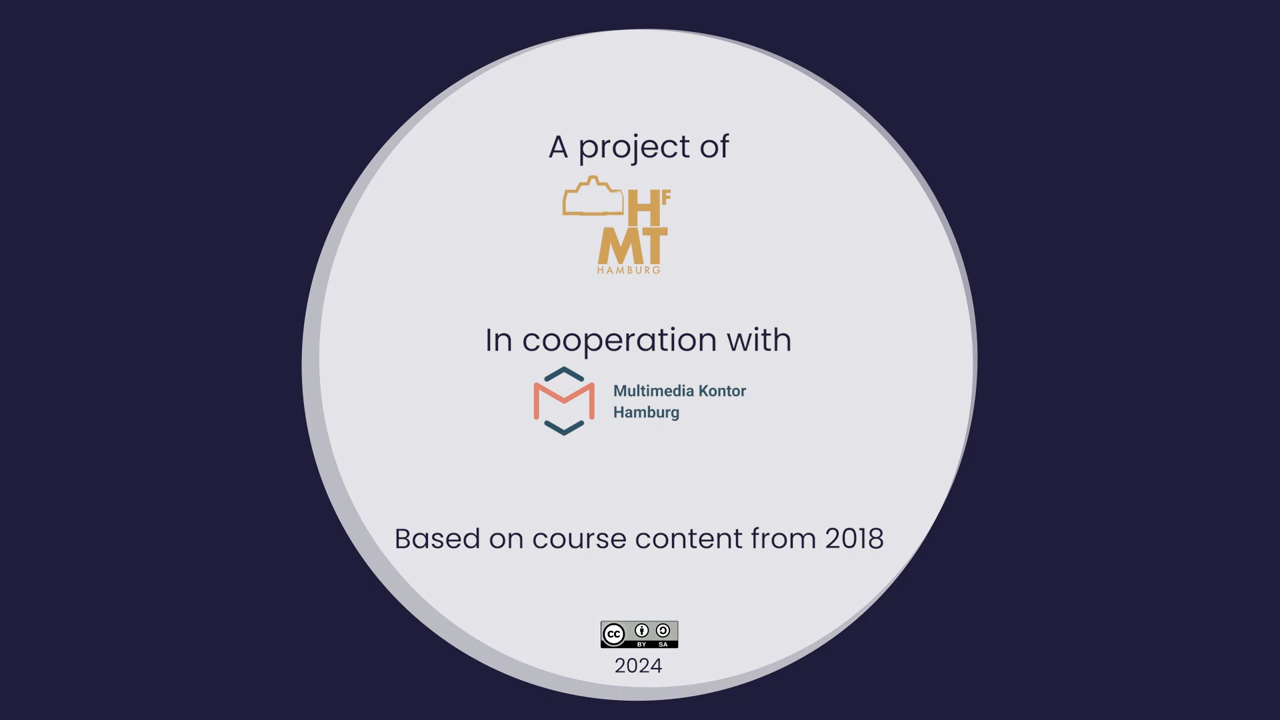 A project of
HF
MT
HAMBURG
In cooperation with
Multimedia Kontor
Hamburg
Based on course content from 2018
CC BY SA
2024